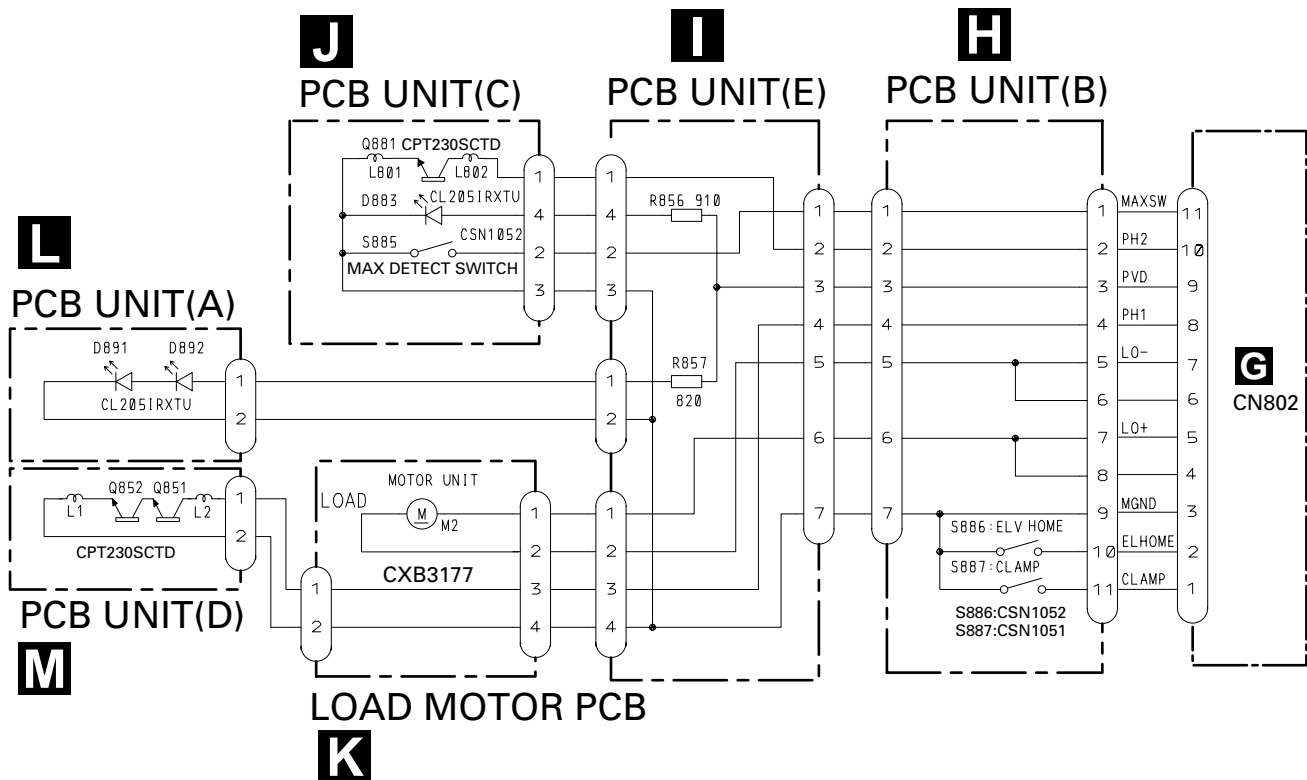 J
PCB UNIT(C)
I
PCB UNIT(E)
H
PCB UNIT(B)
Q881 CPT230SCTD
L801
L802
D883
CL205IRXTU
S885
CSN1052
MAX DETECT SWITCH
1
4
2
3
1
4
2
3
R856 910
R857
820
1
2
3
4
5
6
7
1
2
3
4
5
6
7
1
2
3
4
5
6
7
8
9
10
11
MAXSW
PH2
PVD
PH1
LO-
LO+
MGND
ELHOME
CLAMP
11
10
9
8
7
6
5
4
3
2
1
G
CN802
L
PCB UNIT(A)
D891
D892
CL205IRXTU
1
2
1
2
Q852
Q851
L1
L2
CPT230SCTD
1
2
PCB UNIT(D)
M
LOAD
MOTOR UNIT
M
M2
CXB3177
1
2
1
2
3
4
1
2
3
4
S886:ELV HOME
S887:CLAMP
S886:CSN1052
S887:CSN1051
LOAD MOTOR PCB
K